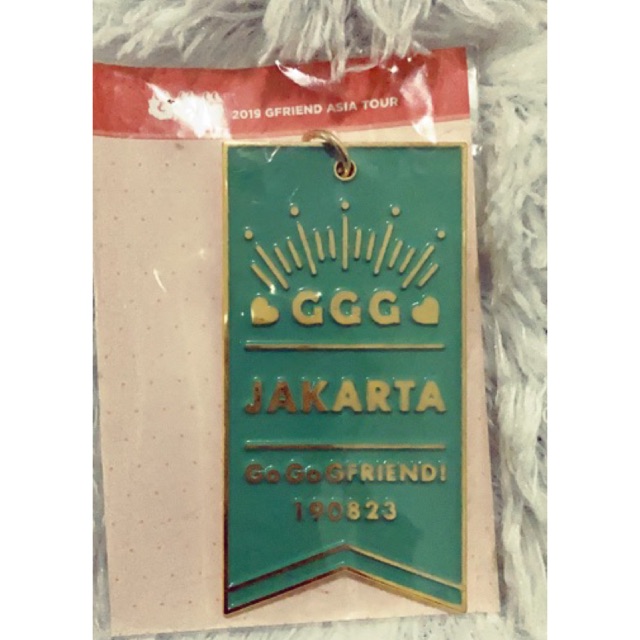 2019 GFRIEND ASIA TOUR
GGG
JAKARTA
Go Go GFRIEND!
190823